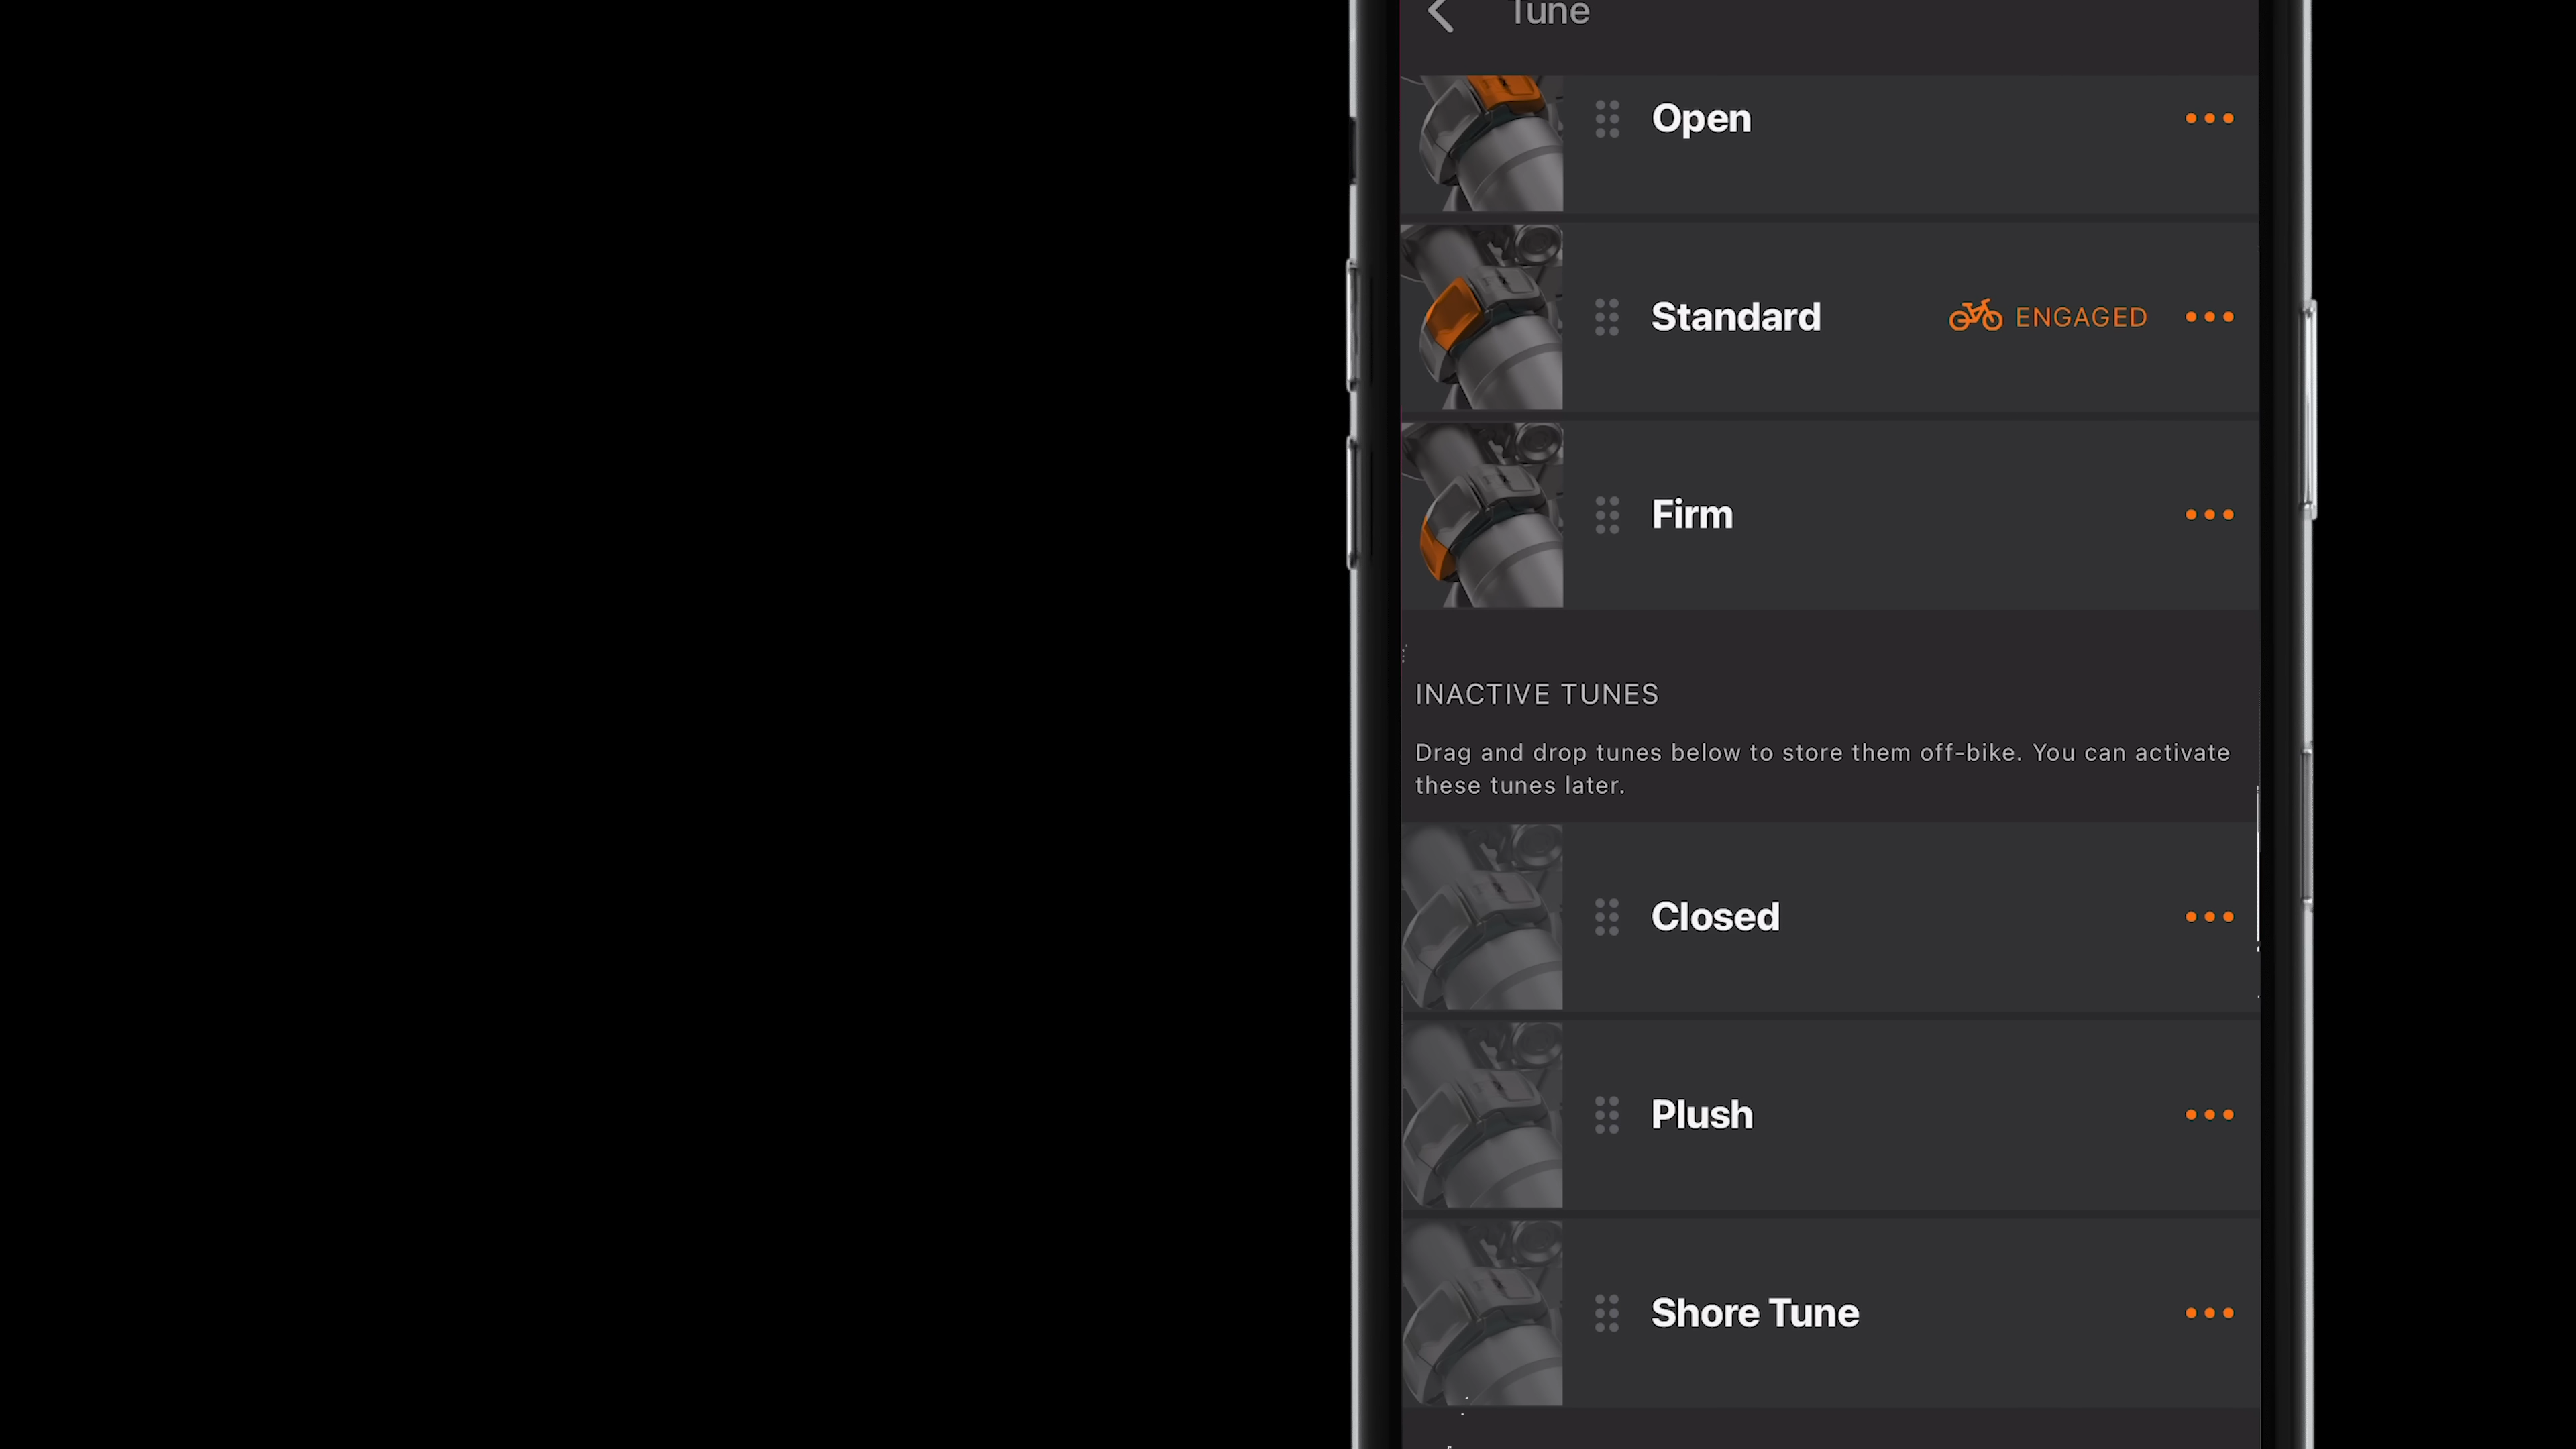 Tune
Open
Standard
ENGAGED
Firm
INACTIVE TUNES
Drag and drop tunes below to store them off-bike. You can activate
these tunes later.
Closed
Plush
Shore Tune